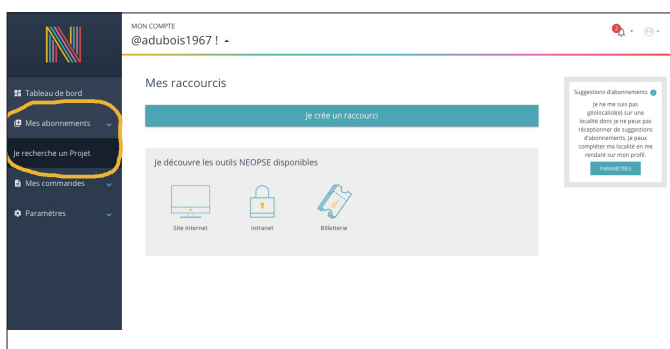 MON COMPTE
@adubois1967 !
2
Tableau de bord
Mes abonnements
Je recherche un Projet
Mes commandes
Paramètres
Mes raccourcis
Je crée un raccourci
Je découvre les outils NEOPSE disponibles
Site Internet
Intranet
Billetterie
Suggestions d'abonnements
Je ne me suis pas
géolocalisé(e) sur une
localité donc je ne peux pas
réceptionner de suggestions
d'abonnements. Je peux
compléter ma localité en me
rendant sur mon profil.
PARAMÈTRES